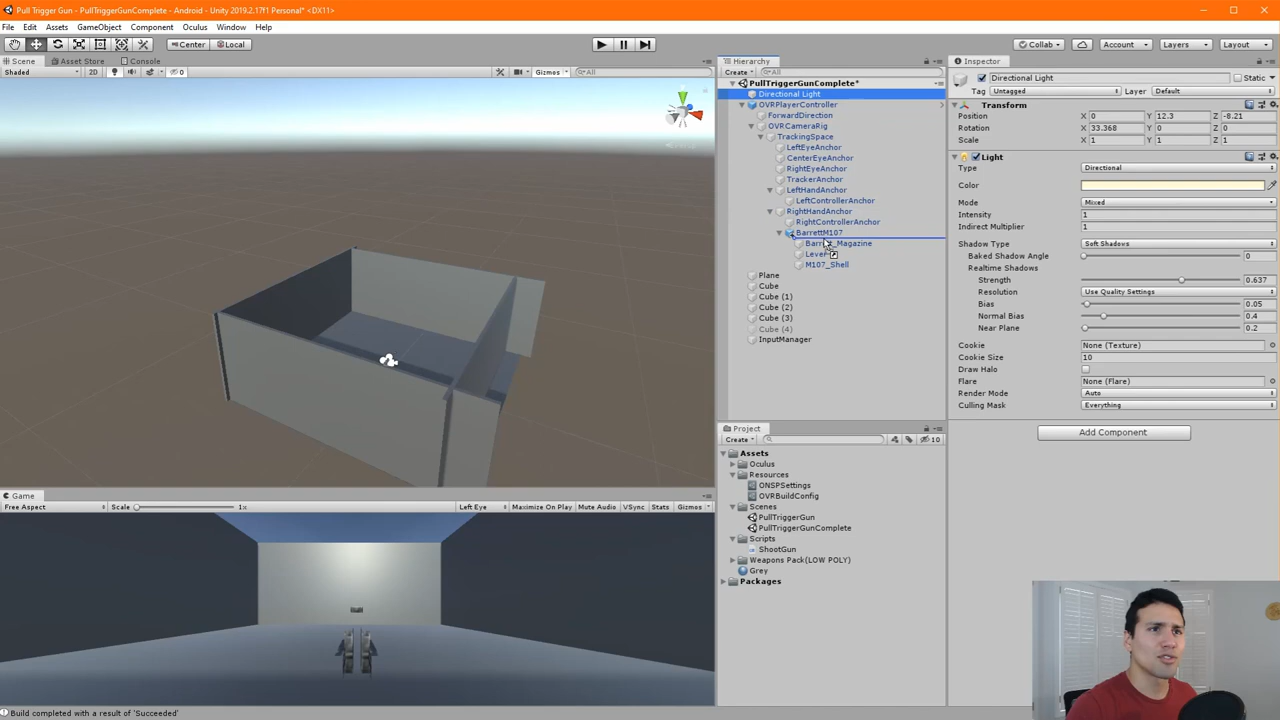 Pull Trigger Gun - PullTriggerGunComplete - Android - Unity 2019.2.17f1 Personal* <DX11>
File Edit Assets GameObject Component Oculus Window Help
Center Local Collab Account Layers Layout
Scene Asset Store Console
Shaded 2D 0 Gizmos All
Hierarchy
Create All
PullTriggerGunComplete*
Directional Light
OVRPlayerController
ForwardDirection
OVRCameraRig
TrackingSpace
LeftEyeAnchor
CenterEyeAnchor
RightEyeAnchor
TrackerAnchor
LeftHandAnchor
LeftControllerAnchor
RightHandAnchor
RightControllerAnchor
BarrettM107
Barrett_Magazine
Lever
M107_Shell
Plane
Cube
Cube (1)
Cube (2)
Cube (3)
Cube (4)
InputManager
Project
Create 10
Assets
Oculus
Resources
ONSPSettings
OVRBuildConfig
Scenes
PullTriggerGun
PullTriggerGunComplete
Scripts
ShootGun
Weapons Pack(LOW POLY)
Grey
Packages
Inspector
Directional Light Static
Tag Untagged Layer Default
Transform
Position X 0 Y 12.3 Z -8.21
Rotation X 33.368 Y 0 Z 0
Scale X 1 Y 1 Z 1
Light
Type Directional
Color
Mode Mixed
Intensity 1
Indirect Multiplier 1
Shadow Type Soft Shadows
Baked Shadow Angle 0
Realtime Shadows
Strength 0.637
Resolution Use Quality Settings
Bias 0.05
Normal Bias 0.4
Near Plane 0.2
Cookie None (Texture)
Cookie Size 10
Draw Halo
Flare None (Flare)
Render Mode Auto
Culling Mask Everything
Add Component
Game
Free Aspect Scale 1x Left Eye Maximize On Play Mute Audio VSync Stats Gizmos
Build completed with a result of 'Succeeded'